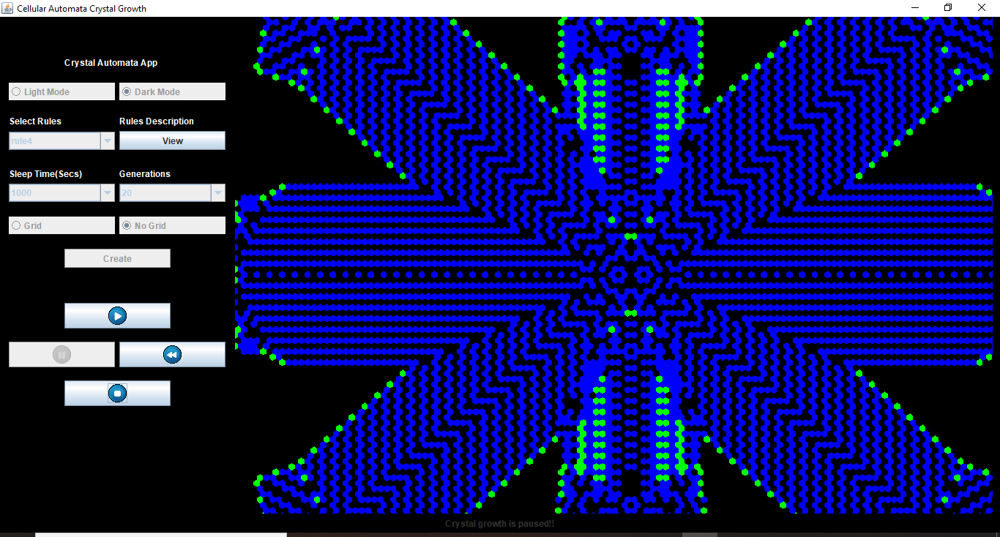 Cellular Automata Crystal Growth
Crystal Automata App
Light Mode
Dark Mode
Select Rules
Rules Description
rule4
View
Sleep Time(Secs)
Generations
1000
20
Grid
No Grid
Create
Crystal growth is paused!!